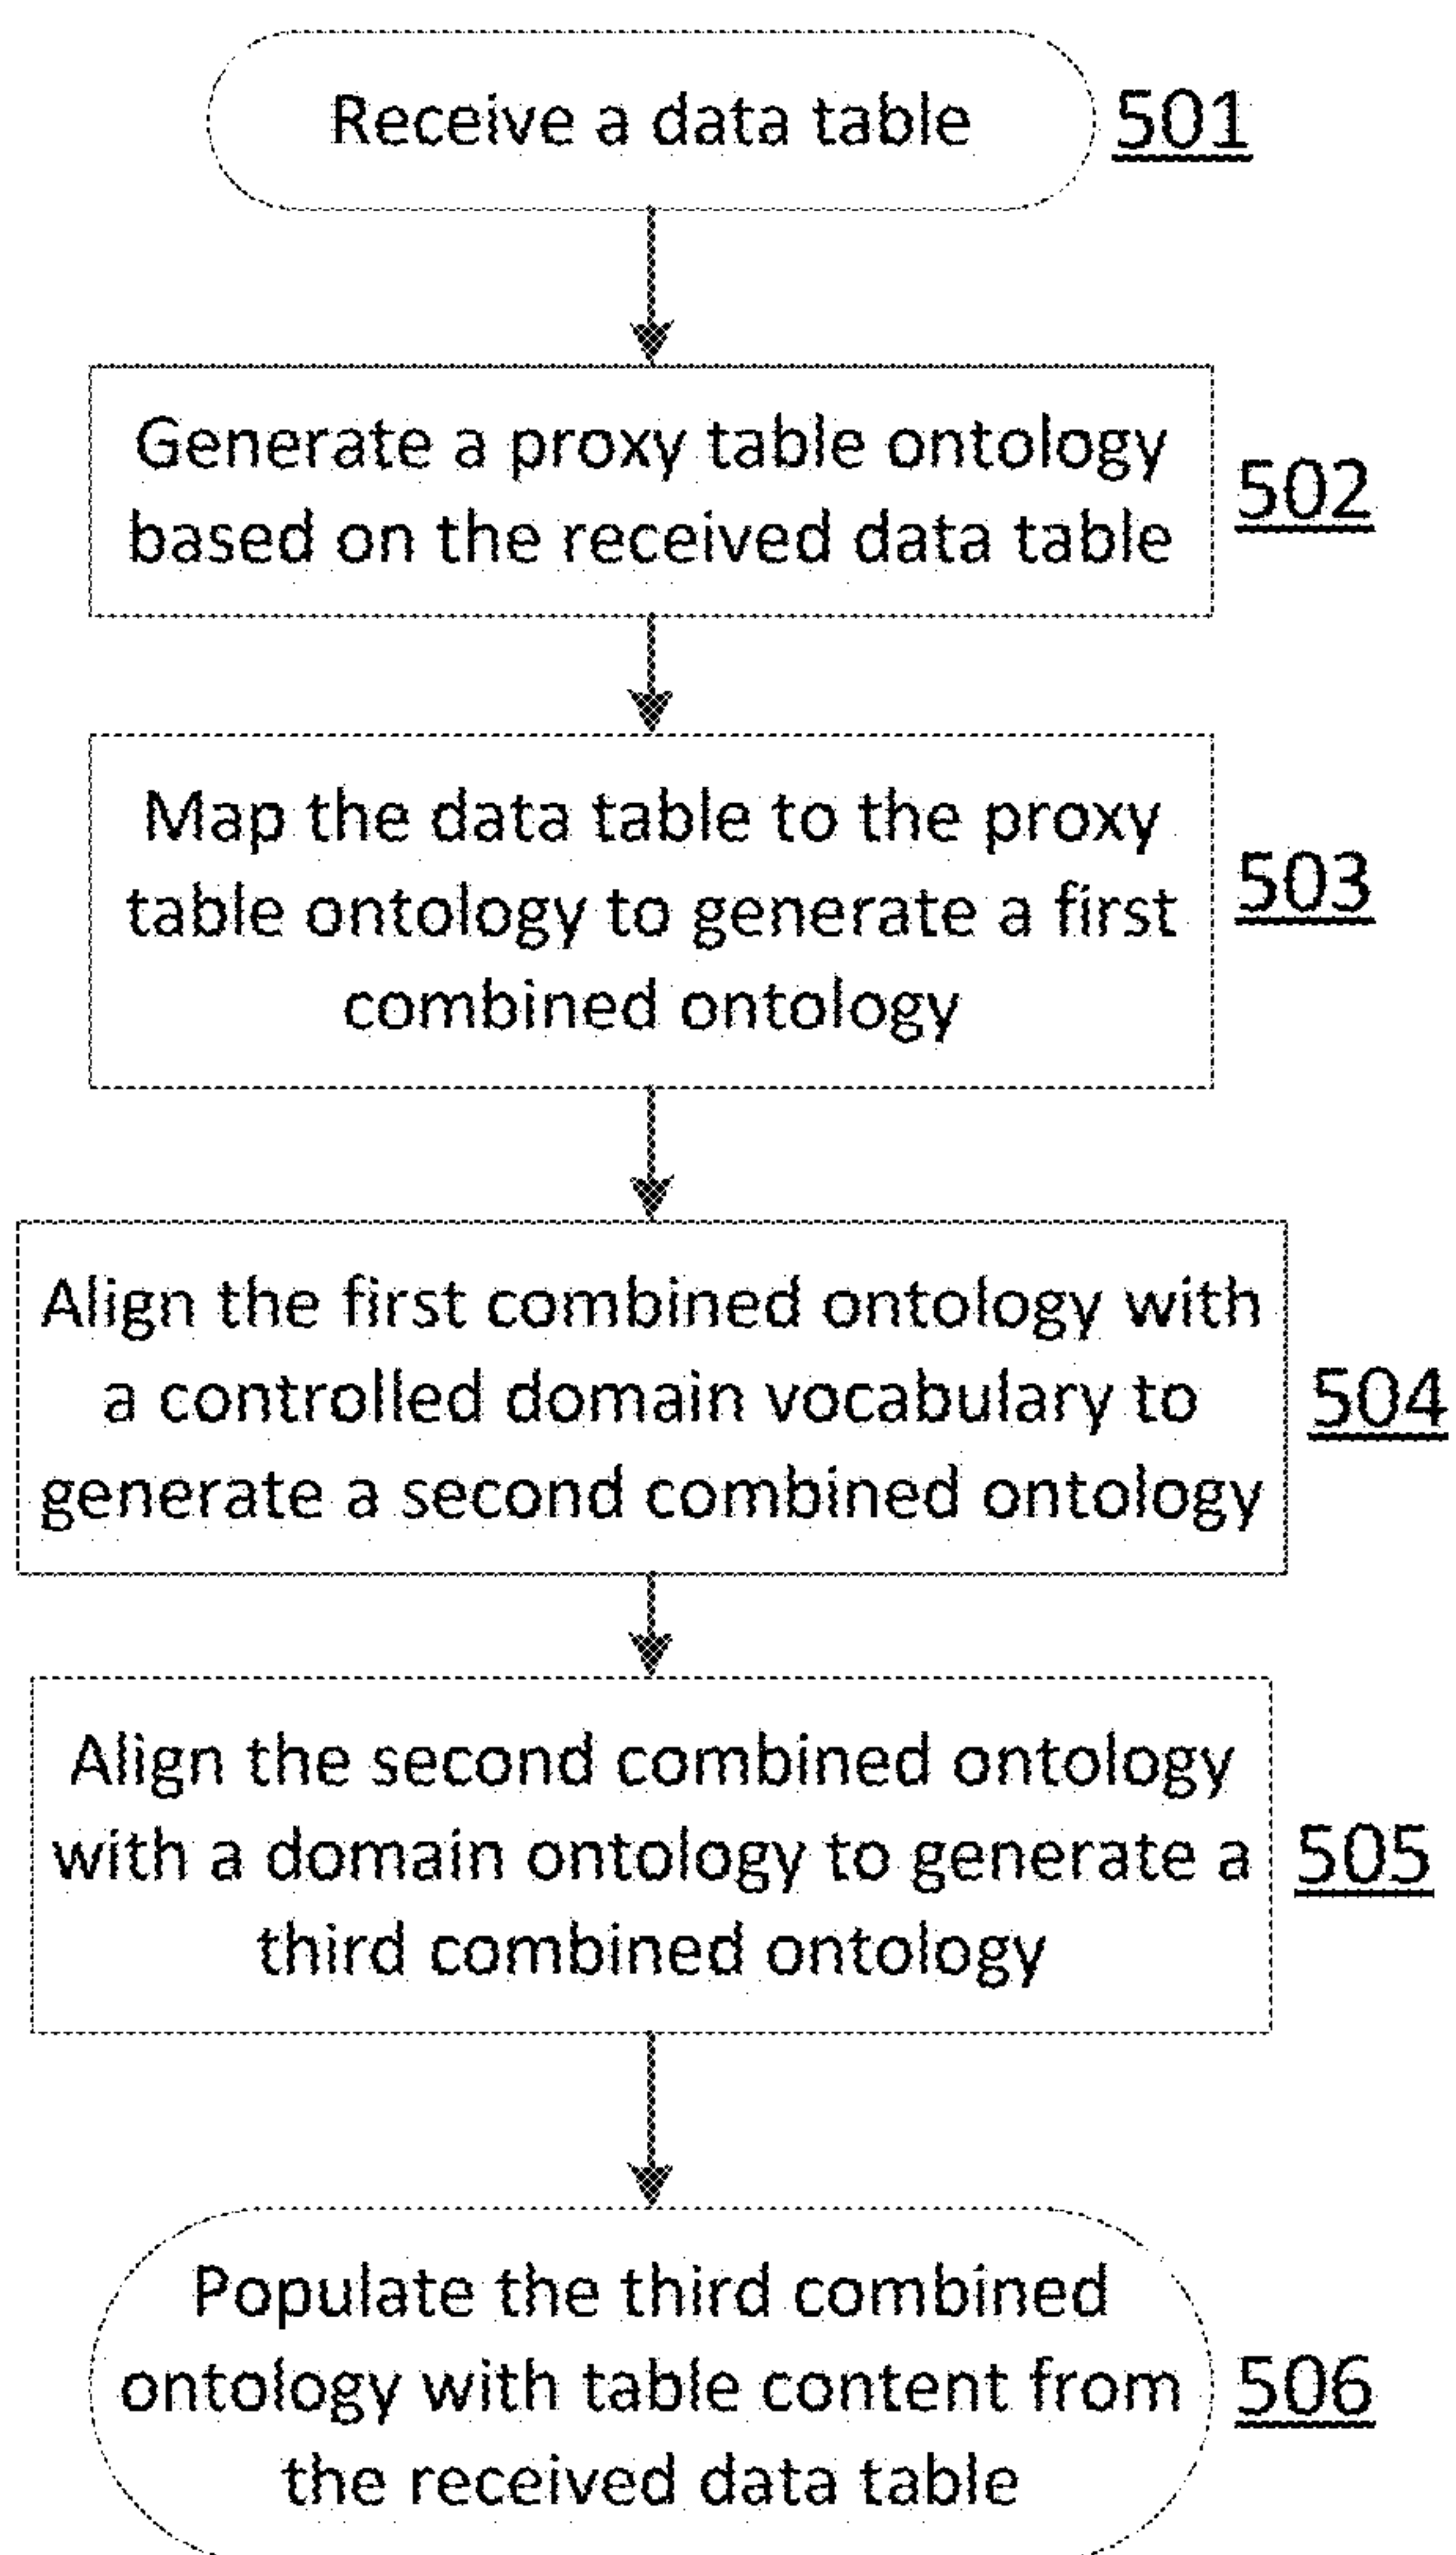 Receive a data table
501
Generate a proxy table ontology
based on the received data table
502
Map the data table to the proxy
table ontology to generate a first
combined ontology
503
Align the first combined ontology with
a controlled domain vocabulary to
generate a second combined ontology
504
Align the second combined ontology
with a domain ontology to generate a
third combined ontology
505
Populate the third combined
ontology with table content from
the received data table
506